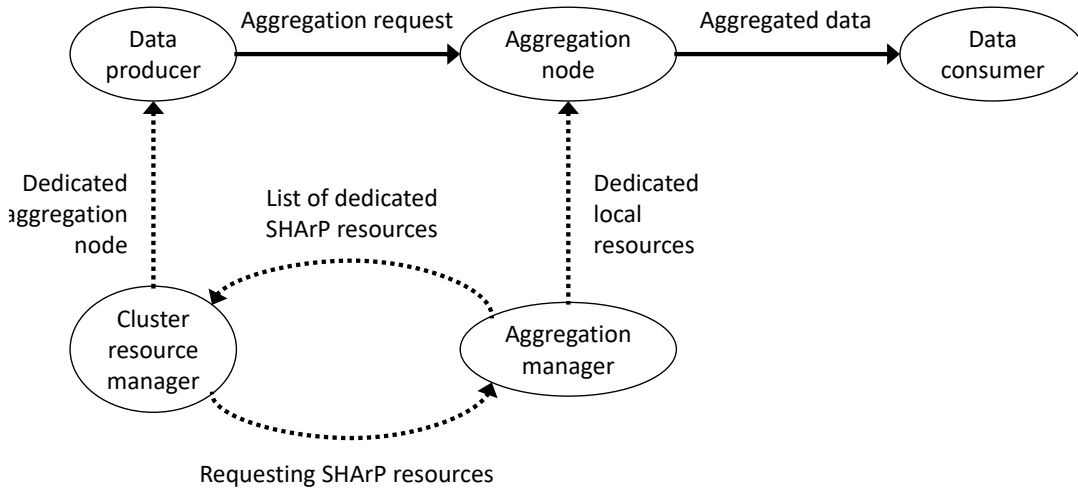 Aggregation request
Aggregated data
Data
producer
Aggregation
node
Data
consumer
Dedicated
aggregation
node
List of dedicated
SHArP resources
Dedicated
local
resources
Cluster
resource
manager
Aggregation
manager
Requesting SHArP resources